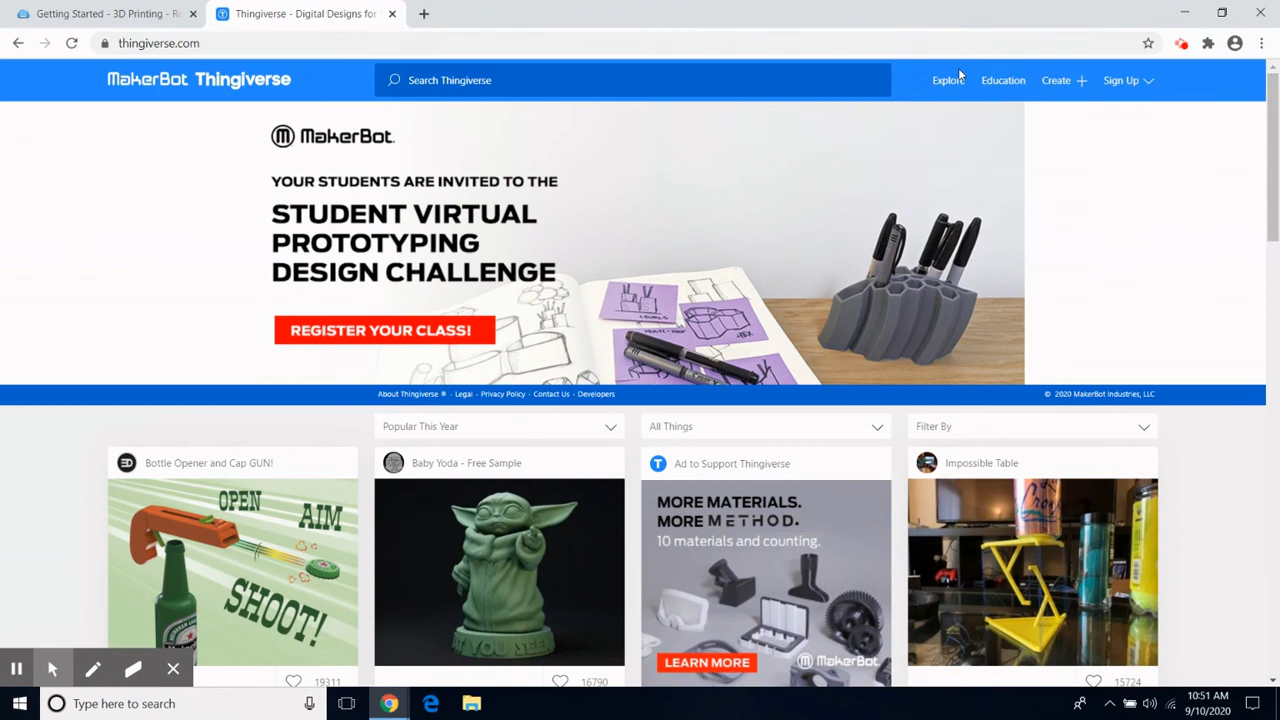 Getting Started - 3D Printing - Re
Thingiverse - Digital Designs for
thingiverse.com
MakerBot Thingiverse
Search Thingiverse
Explore
Education
Create
Sign Up
MakerBot.
YOUR STUDENTS ARE INVITED TO THE
STUDENT VIRTUAL
PROTOTYPING
DESIGN CHALLENGE
REGISTER YOUR CLASS!
About Thingiverse ® · Legal · Privacy Policy · Contact Us · Developers
© 2020 MakerBot Industries, LLC
Popular This Year
All Things
Filter By
Bottle Opener and Cap GUN!
Baby Yoda - Free Sample
Ad to Support Thingiverse
Impossible Table
OPEN
AIM
SHOOT!
MORE MATERIALS.
MORE METHOD.
10 materials and counting.
LEARN MORE
MakerBot
19311
16790
15724
Type here to search
10:51 AM
9/10/2020